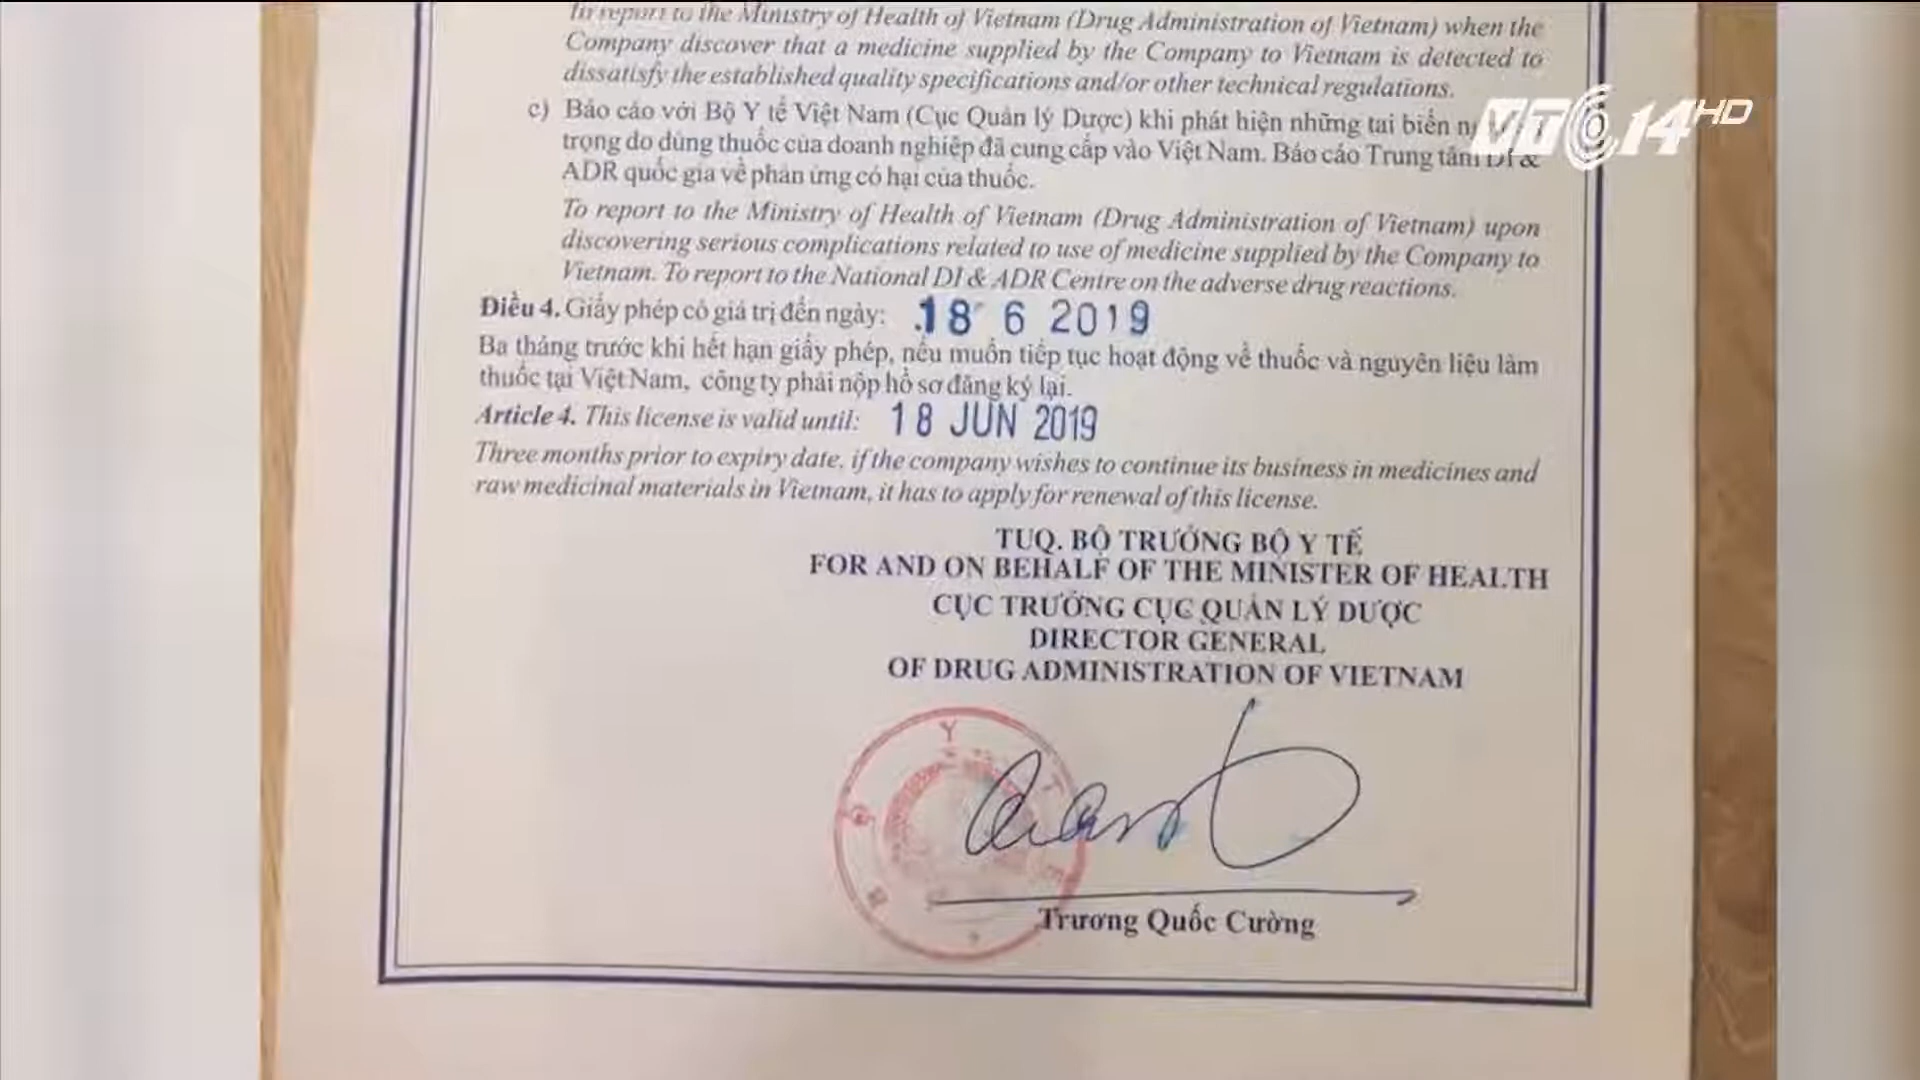 To report to the Ministry of Health of Vietnam (Drug Administration of Vietnam) when the
Company discover that a medicine supplied by the Company to Vietnam is detected to
dissatisfy the established quality specifications and/or other technical regulations.
VTC14 HD
c) Báo cáo với Bộ Y tế Việt Nam (Cục Quản lý Dược) khi phát hiện những tai biến
trọng do dùng thuốc của doanh nghiệp đã cung cấp vào Việt Nam. Báo cáo Trung tâm DI &
ADR quốc gia về phản ứng có hại của thuốc.
To report to the Ministry of Health of Vietnam (Drug Administration of Vietnam) upon
discovering serious complications related to use of medicine supplied by the Company to
Vietnam. To report to the National DI & ADR Centre on the adverse drug reactions.
Điều 4. Giấy phép có giá trị đến ngày: 18 6 2019
Ba tháng trước khi hết hạn giấy phép, nếu muốn tiếp tục hoạt động về thuốc và nguyên liệu làm
thuốc tại Việt Nam, công ty phải nộp hồ sơ đăng ký lại.
Article 4. This license is valid until: 18 JUN 2019
Three months prior to expiry date, if the company wishes to continue its business in medicines and
raw medicinal materials in Vietnam, it has to apply for renewal of this license.
TUQ. BỘ TRƯỞNG BỘ Y TẾ
FOR AND ON BEHALF OF THE MINISTER OF HEALTH
CỤC TRƯỞNG CỤC QUẢN LÝ DƯỢC
DIRECTOR GENERAL
OF DRUG ADMINISTRATION OF VIETNAM
BỘ Y TẾ
Trương Quốc Cường